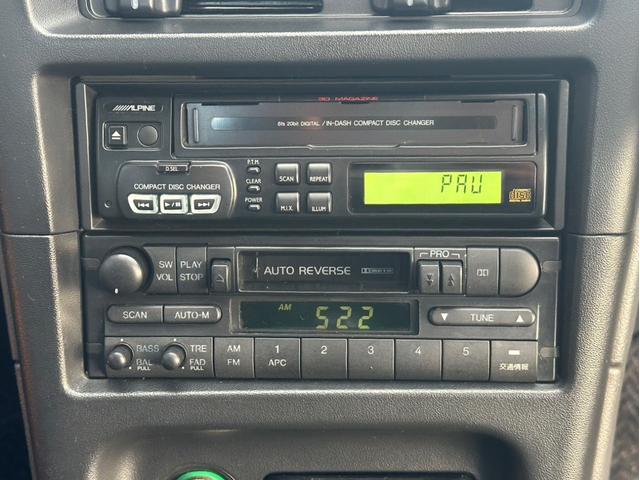 3D MAGAZINE
ALPINE
8fs 20bit DIGITAL / IN-DASH COMPACT DISC CHANGER
D.SEL
P.T.M.
SCAN REPEAT
CLEAR
COMPACT DISC CHANGER
POWER
M.I.X. ILLUM
PAU
disc
SW VOL
PLAY STOP
AUTO REVERSE
PRO
SCAN AUTO-M
AM 522
TUNE
BASS BAL PULL
TRE FAD PULL
AM FM
1 APC
2 3 4 5
交通情報